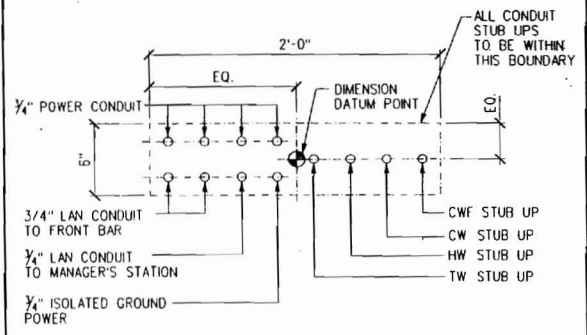 ALL CONDUIT
STUB UPS
TO BE WITHIN
THIS BOUNDARY
2'-0"
EQ.
DIMENSION
DATUM POINT
EQ.
3/4" POWER CONDUIT
6"
3/4" LAN CONDUIT
TO FRONT BAR
3/4" LAN CONDUIT
TO MANAGER'S STATION
3/4" ISOLATED GROUND
POWER
CWF STUB UP
CW STUB UP
HW STUB UP
TW STUB UP